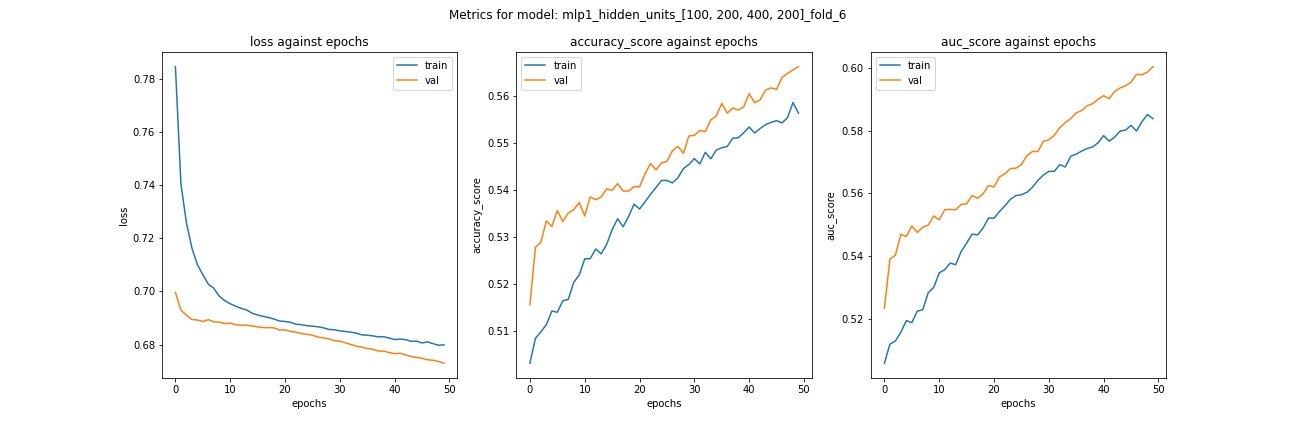 Metrics for model: mlp1_hidden_units_[100, 200, 400, 200]_fold_6
loss against epochs
train
val
0.78
0.76
0.74
0.72
0.70
0.68
loss
0 10 20 30 40 50
epochs
accuracy_score against epochs
train
val
0.56
0.55
0.54
0.53
0.52
0.51
accuracy_score
0 10 20 30 40 50
epochs
auc_score against epochs
train
val
0.60
0.58
0.56
0.54
0.52
auc_score
0 10 20 30 40 50
epochs